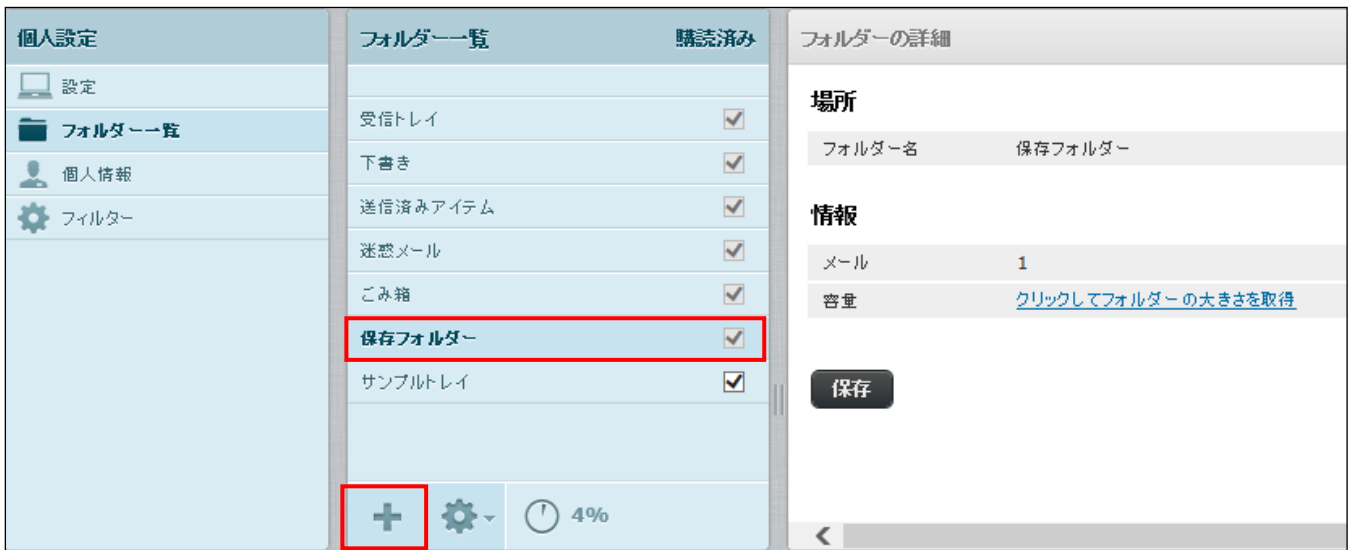 個人設定
設定
フォルダー一覧
個人情報
フィルター
フォルダー一覧 購読済み
受信トレイ
下書き
送信済みアイテム
迷惑メール
ごみ箱
保存フォルダー
サンプルトレイ
4%
フォルダーの詳細
場所
フォルダー名 保存フォルダー
情報
メール 1
容量 クリックしてフォルダーの大きさを取得
保存